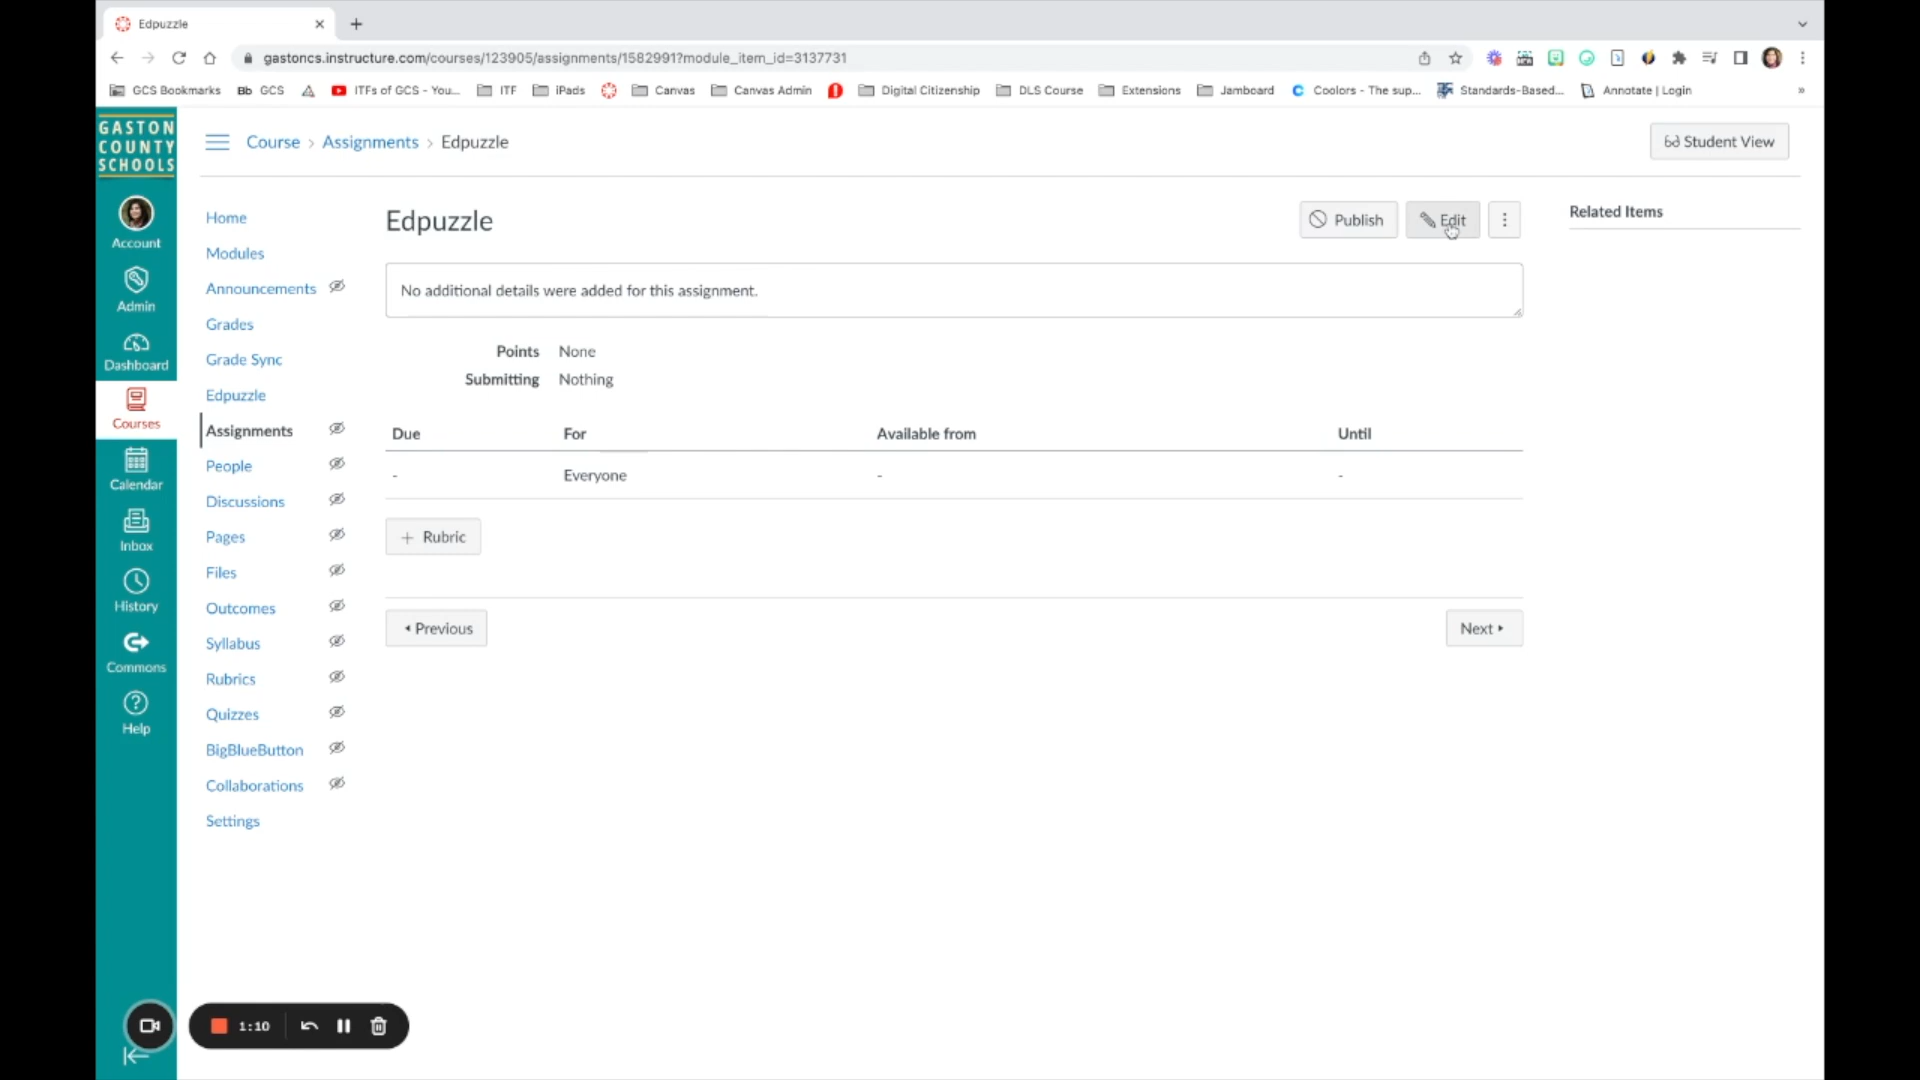 Edpuzzle
gastoncs.instructure.com/courses/123905/assignments/1582991?module_item_id=3137731
GCS Bookmarks Bb GCS ITFs of GCS - You... ITF iPads Canvas Canvas Admin Digital Citizenship DLS Course Extensions Jamboard C Coolors - The sup... Standards-Based... Annotate | Login »
GASTON
COUNTY
SCHOOLS
Account
Admin
Dashboard
Courses
Calendar
Inbox
History
Commons
Help
Course > Assignments > Edpuzzle
Student View
Home
Modules
Announcements
Grades
Grade Sync
Edpuzzle
Assignments
People
Discussions
Pages
Files
Outcomes
Syllabus
Rubrics
Quizzes
BigBlueButton
Collaborations
Settings
Edpuzzle
Publish Edit
Related Items
No additional details were added for this assignment.
Points None
Submitting Nothing
Due For Available from Until
- Everyone - -
+ Rubric
Previous Next
1:10